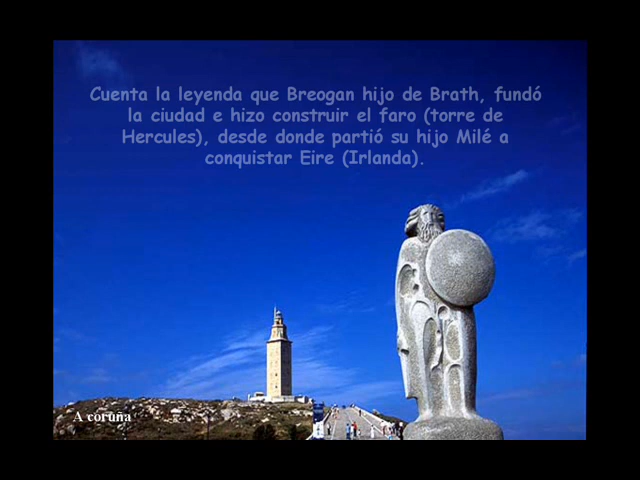 Cuenta la leyenda que Breogan hijo de Brath, fundó
la ciudad e hizo construir el faro (torre de
Hercules), desde donde partió su hijo Milé a
conquistar Eire (Irlanda).
A coruña